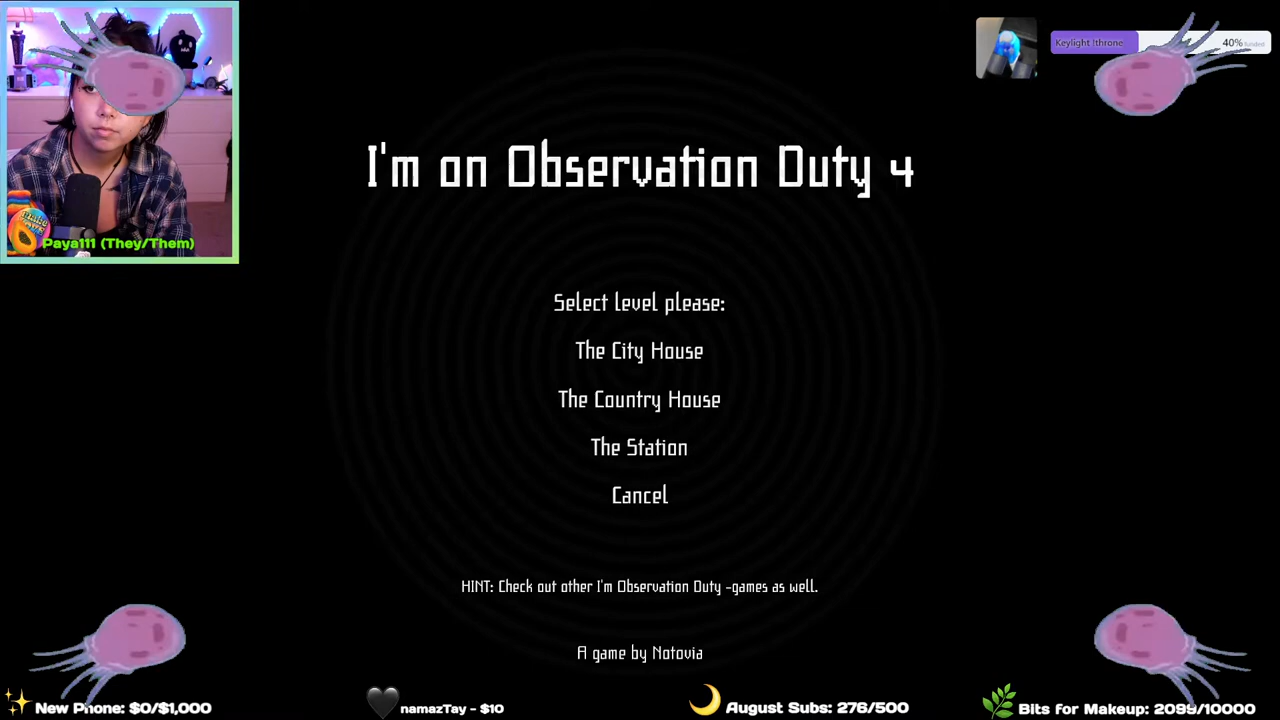 Paya111 (They/Them)
Keylight !throne
40%
I'm on Observation Duty 4
Select level please:
The City House
The Country House
The Station
Cancel
HINT: Check out other I'm Observation Duty -games as well.
A game by Notovia
New Phone: $0/$1,000
namazTay - $10
August Subs: 276/500
Bits for Makeup: 2099/10000